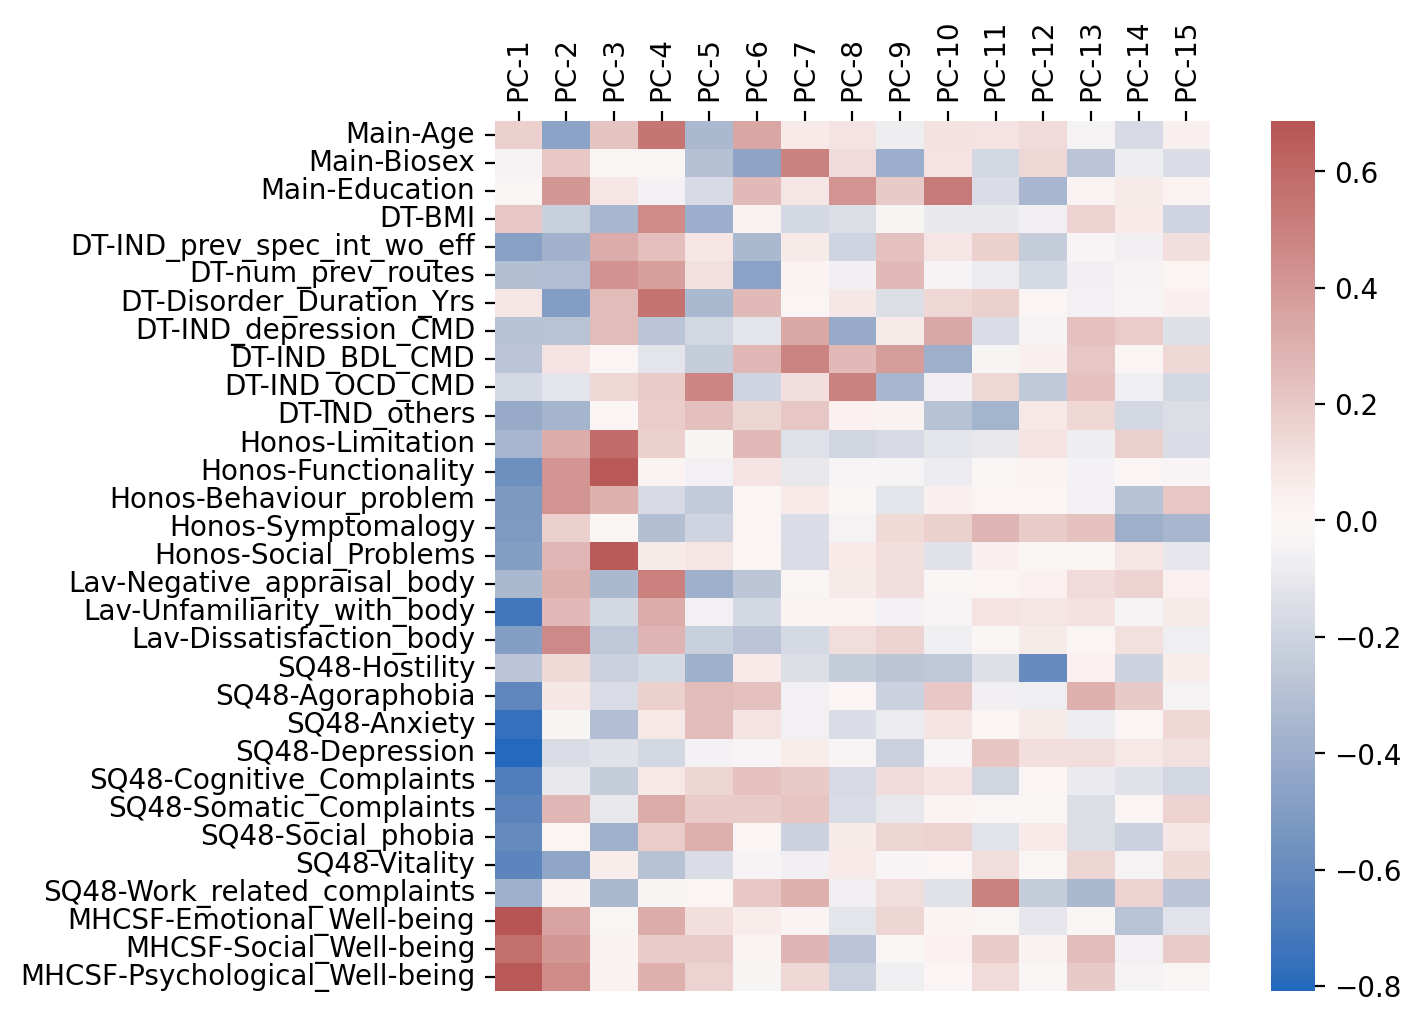 PC-1
PC-2
PC-3
PC-4
PC-5
PC-6
PC-7
PC-8
PC-9
PC-10
PC-11
PC-12
PC-13
PC-14
PC-15
Main-Age
Main-Biosex
Main-Education
DT-BMI
DT-IND_prev_spec_int_wo_eff
DT-num_prev_routes
DT-Disorder_Duration_Yrs
DT-IND_depression_CMD
DT-IND_BDL_CMD
DT-IND_OCD_CMD
DT-IND_others
Honos-Limitation
Honos-Functionality
Honos-Behaviour_problem
Honos-Symptomalogy
Honos-Social_Problems
Lav-Negative_appraisal_body
Lav-Unfamiliarity_with_body
Lav-Dissatisfaction_body
SQ48-Hostility
SQ48-Agoraphobia
SQ48-Anxiety
SQ48-Depression
SQ48-Cognitive_Complaints
SQ48-Somatic_Complaints
SQ48-Social_phobia
SQ48-Vitality
SQ48-Work_related_complaints
MHCSF-Emotional_Well-being
MHCSF-Social_Well-being
MHCSF-Psychological_Well-being
0.6
0.4
0.2
0.0
−0.2
−0.4
−0.6
−0.8